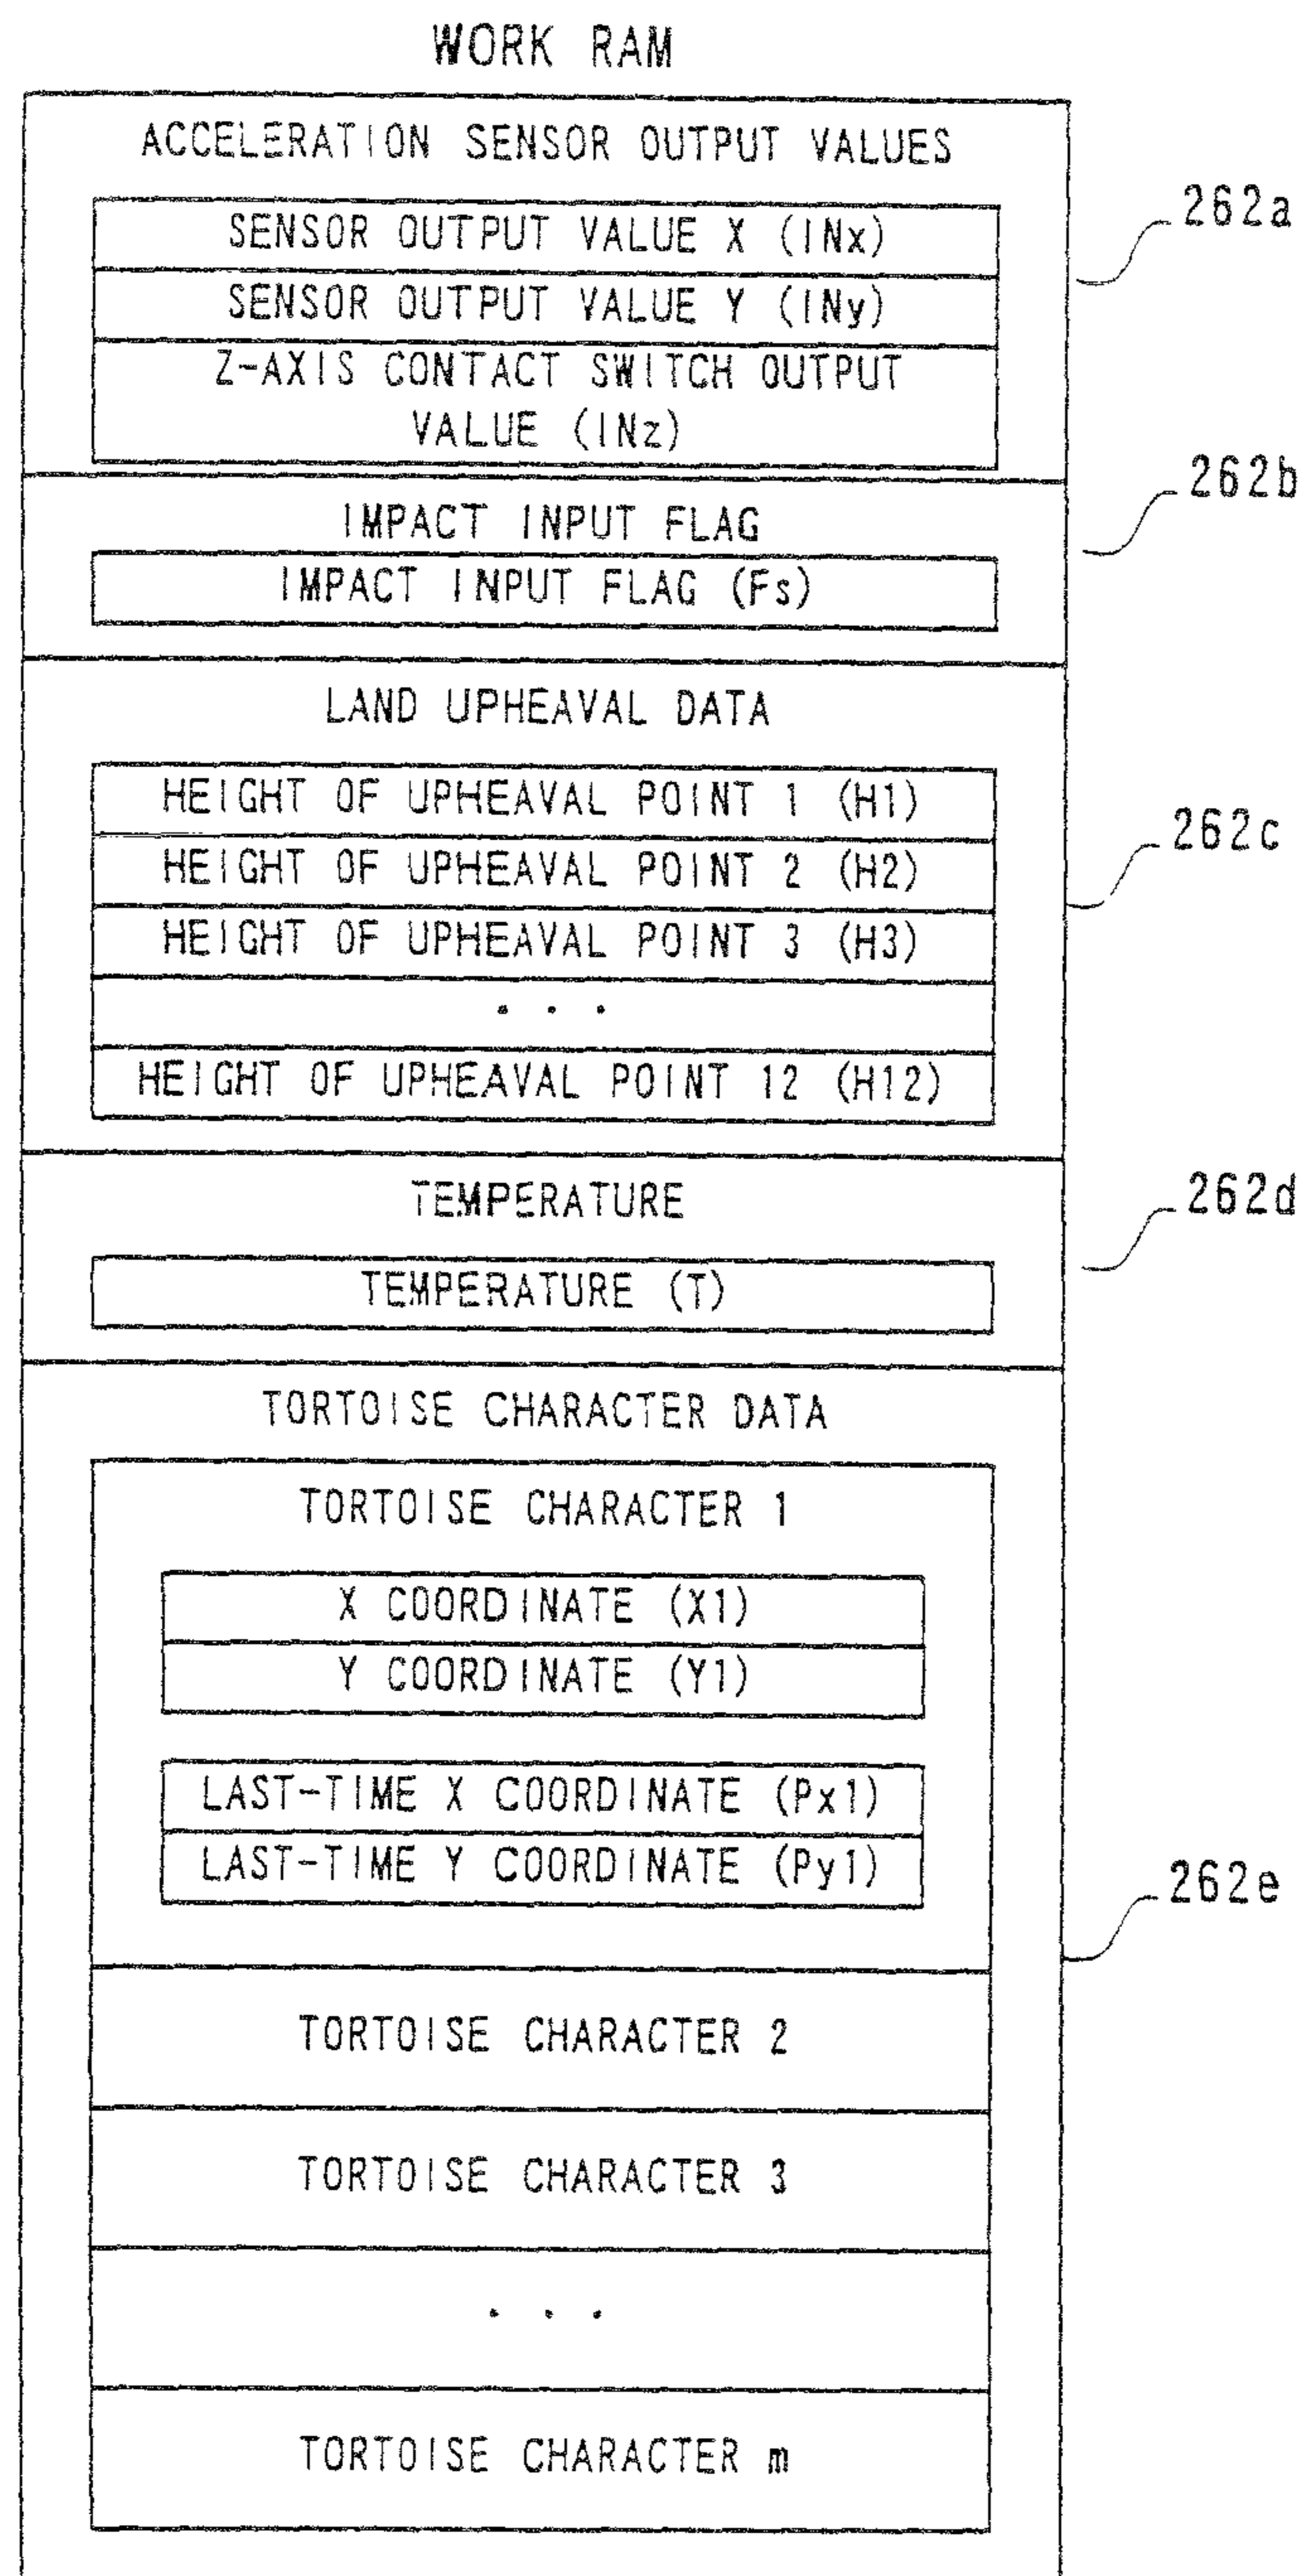 WORK RAM
ACCELERATION SENSOR OUTPUT VALUES
SENSOR OUTPUT VALUE X (INx)
262a
SENSOR OUTPUT VALUE Y (INy)
Z-AXIS CONTACT SWITCH OUTPUT
VALUE (INz)
262b
IMPACT INPUT FLAG
IMPACT INPUT FLAG (Fs)
LAND UPHEAVAL DATA
HEIGHT OF UPHEAVAL POINT 1 (H1)
262c
HEIGHT OF UPHEAVAL POINT 2 (H2)
HEIGHT OF UPHEAVAL POINT 3 (H3)
. . .
HEIGHT OF UPHEAVAL POINT 12 (H12)
TEMPERATURE
262d
TEMPERATURE (T)
TORTOISE CHARACTER DATA
TORTOISE CHARACTER 1
X COORDINATE (X1)
Y COORDINATE (Y1)
LAST-TIME X COORDINATE (Px1)
LAST-TIME Y COORDINATE (Py1)
262e
TORTOISE CHARACTER 2
TORTOISE CHARACTER 3
. . .
TORTOISE CHARACTER m